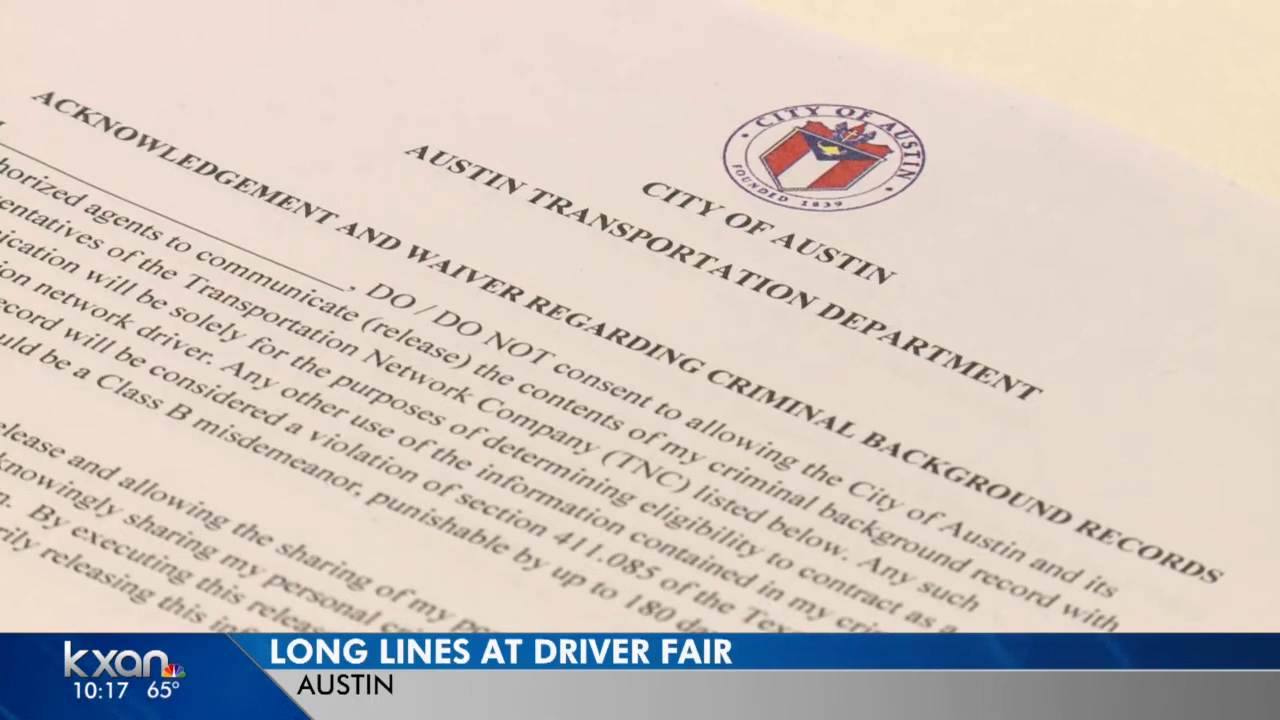 CITY OF AUSTIN
FOUNDED 1839
CITY OF AUSTIN
AUSTIN TRANSPORTATION DEPARTMENT
ACKNOWLEDGEMENT AND WAIVER REGARDING CRIMINAL BACKGROUND RECORDS
, DO / DO NOT consent to allowing the City of Austin and its
horized agents to communicate (release) the contents of my criminal background record with
entatives of the Transportation Network Company (TNC) listed below. Any such
ication will be solely for the purposes of determining eligibility to contract as a
ion network driver. Any other use of the information contained in my cri
ecord will be considered a violation of section 411.085 of the Tex
uld be a Class B misdemeanor, punishable by up to 180 da
elease and allowing the sharing of my pe
knowingly sharing my personal
n. By executing this release
rily releasing this inf
kxan
10:17 65°
LONG LINES AT DRIVER FAIR
AUSTIN